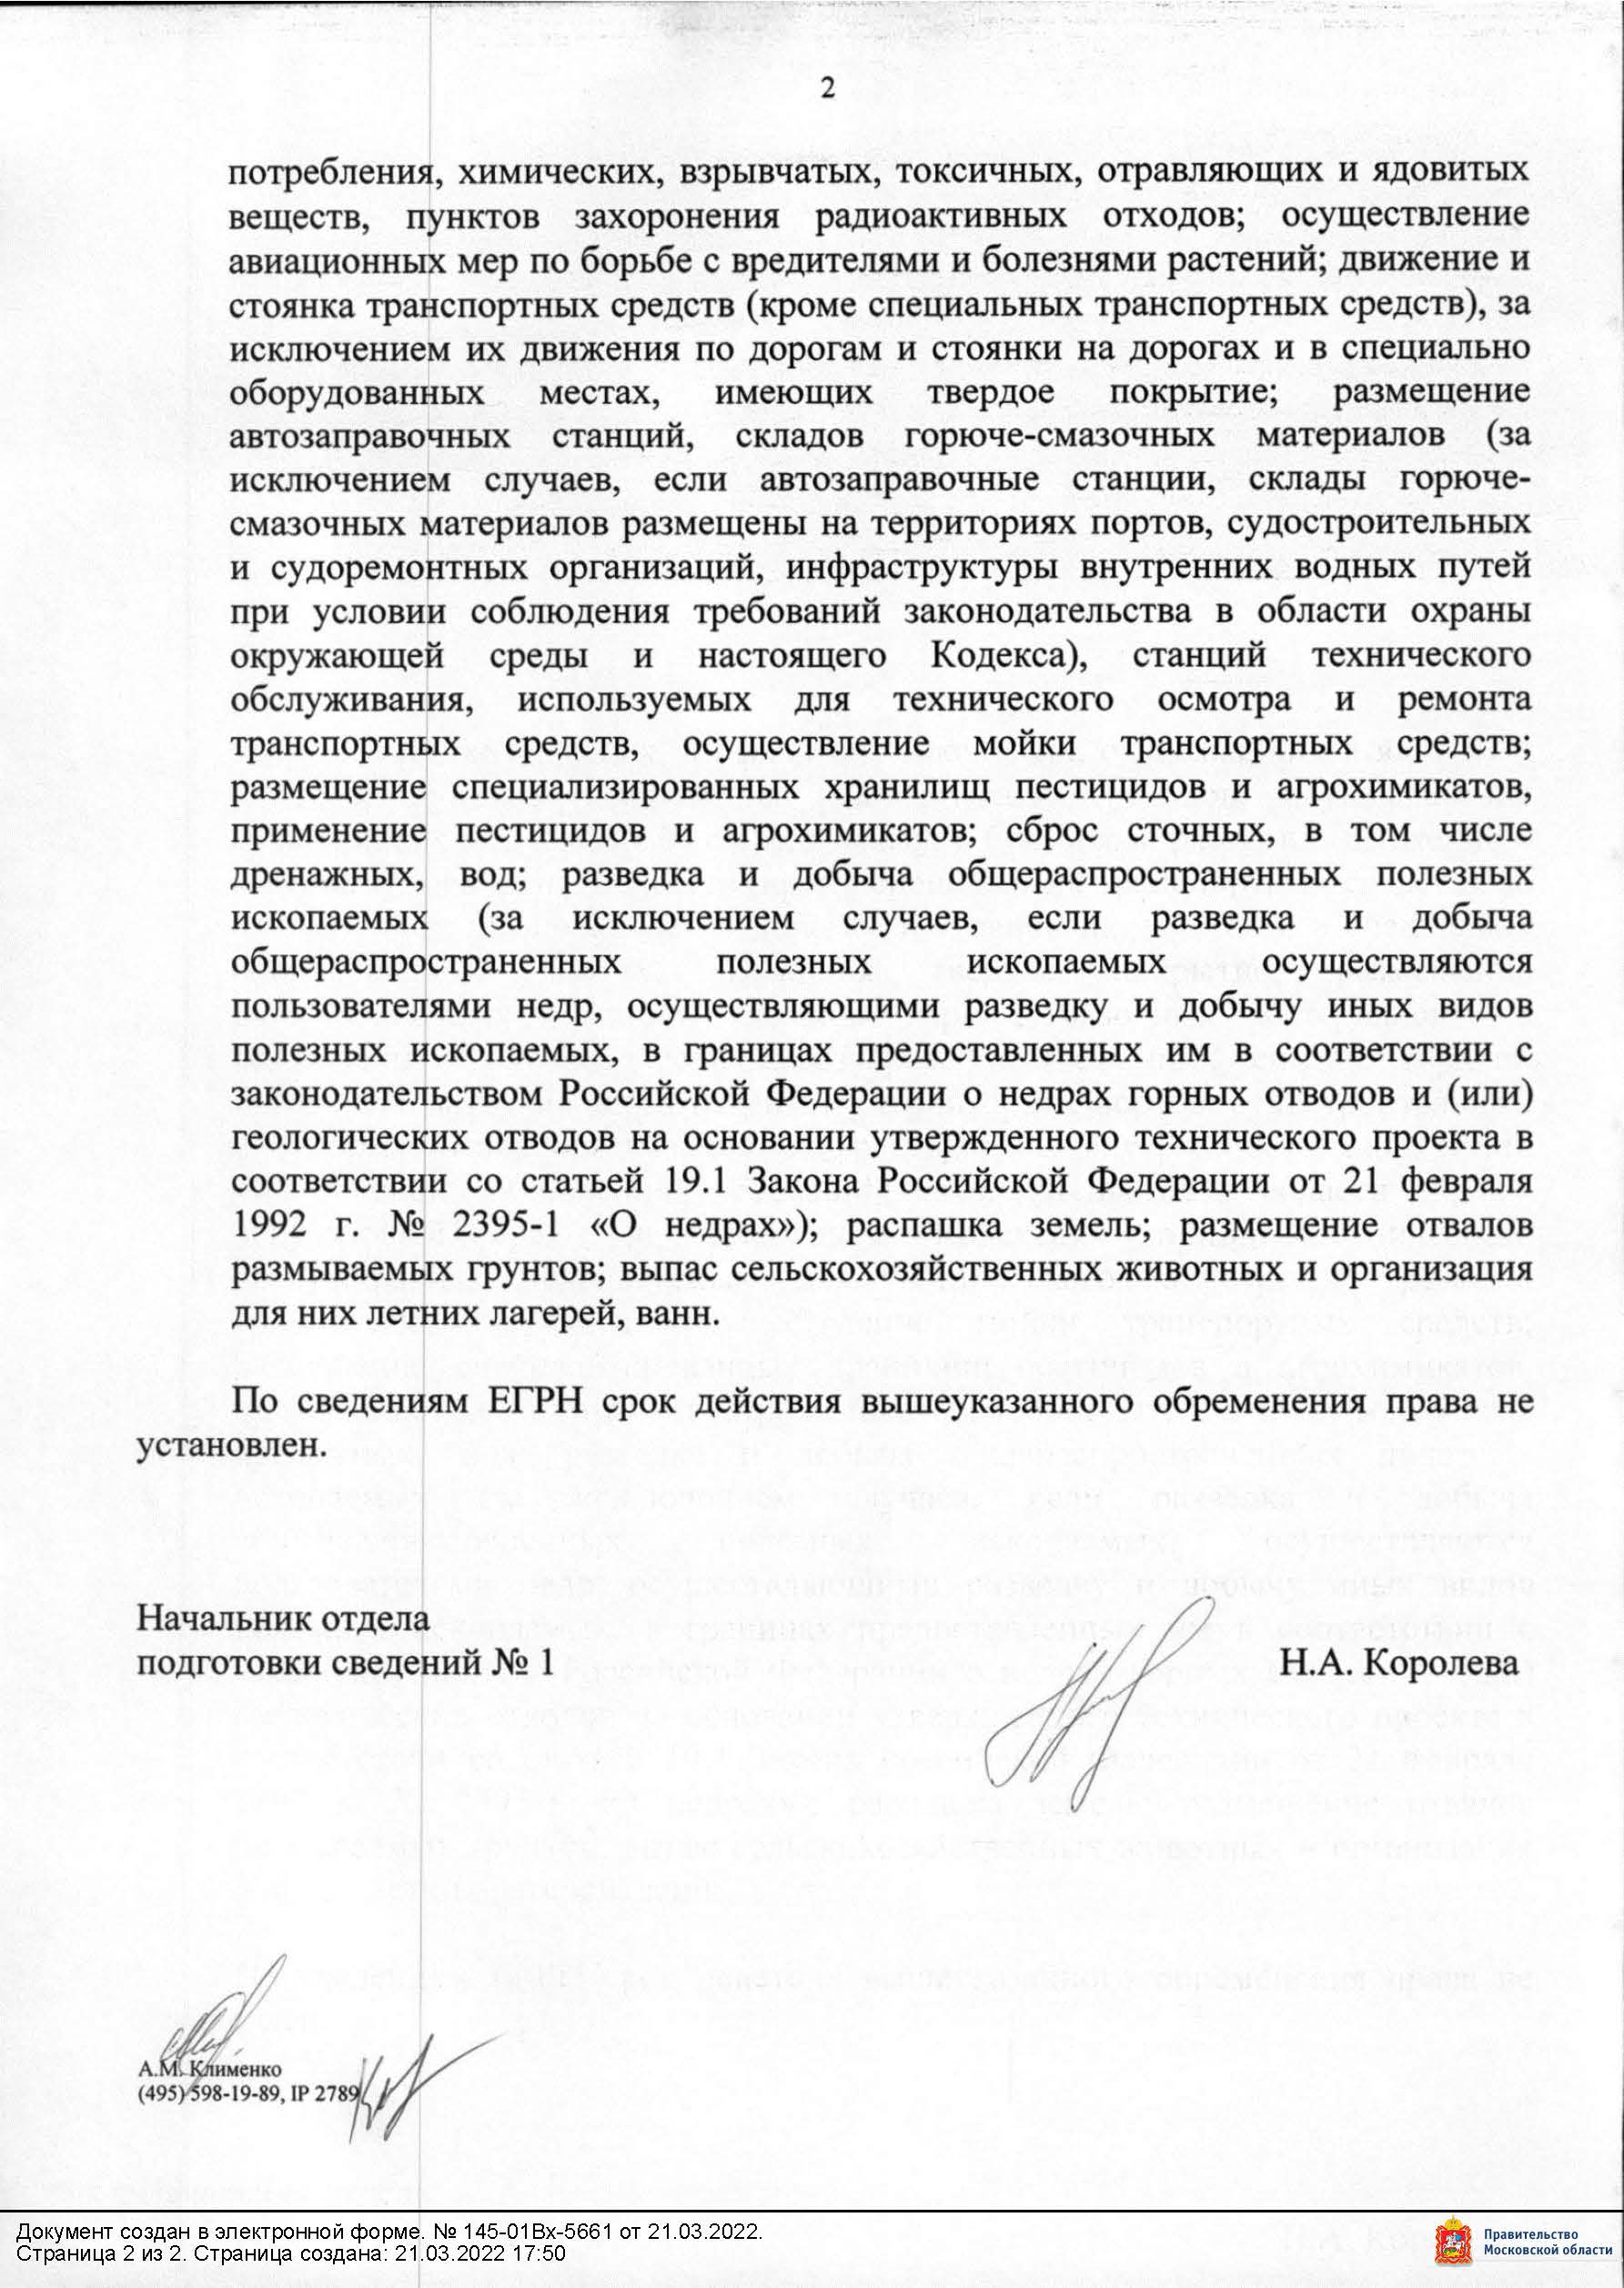 2
потребления, химических, взрывчатых, токсичных, отравляющих и ядовитых
веществ, пунктов захоронения радиоактивных отходов; осуществление
авиационных мер по борьбе с вредителями и болезнями растений; движение и
стоянка транспортных средств (кроме специальных транспортных средств), за
исключением их движения по дорогам и стоянки на дорогах и в специально
оборудованных местах, имеющих твердое покрытие; размещение
автозаправочных станций, складов горюче-смазочных материалов (за
исключением случаев, если автозаправочные станции, склады горюче-
смазочных материалов размещены на территориях портов, судостроительных
и судоремонтных организаций, инфраструктуры внутренних водных путей
при условии соблюдения требований законодательства в области охраны
окружающей среды и настоящего Кодекса), станций технического
обслуживания, используемых для технического осмотра и ремонта
транспортных средств, осуществление мойки транспортных средств;
размещение специализированных хранилищ пестицидов и агрохимикатов,
применение пестицидов и агрохимикатов; сброс сточных, в том числе
дренажных, вод; разведка и добыча общераспространенных полезных
ископаемых (за исключением случаев, если разведка и добыча
общераспространенных полезных ископаемых осуществляются
пользователями недр, осуществляющими разведку и добычу иных видов
полезных ископаемых, в границах предоставленных им в соответствии с
законодательством Российской Федерации о недрах горных отводов и (или)
геологических отводов на основании утвержденного технического проекта в
соответствии со статьей 19.1 Закона Российской Федерации от 21 февраля
1992 г. № 2395-1 «О недрах»); распашка земель; размещение отвалов
размываемых грунтов; выпас сельскохозяйственных животных и организация
для них летних лагерей, ванн.
По сведениям ЕГРН срок действия вышеуказанного обременения права не
установлен.
Начальник отдела
подготовки сведений № 1
Н.А. Королева
А.М. Клименко
(495) 598-19-89, IP 2789
Документ создан в электронной форме. № 145-01Вх-5661 от 21.03.2022.
Страница 2 из 2. Страница создана: 21.03.2022 17:50
Правительство
Московской области